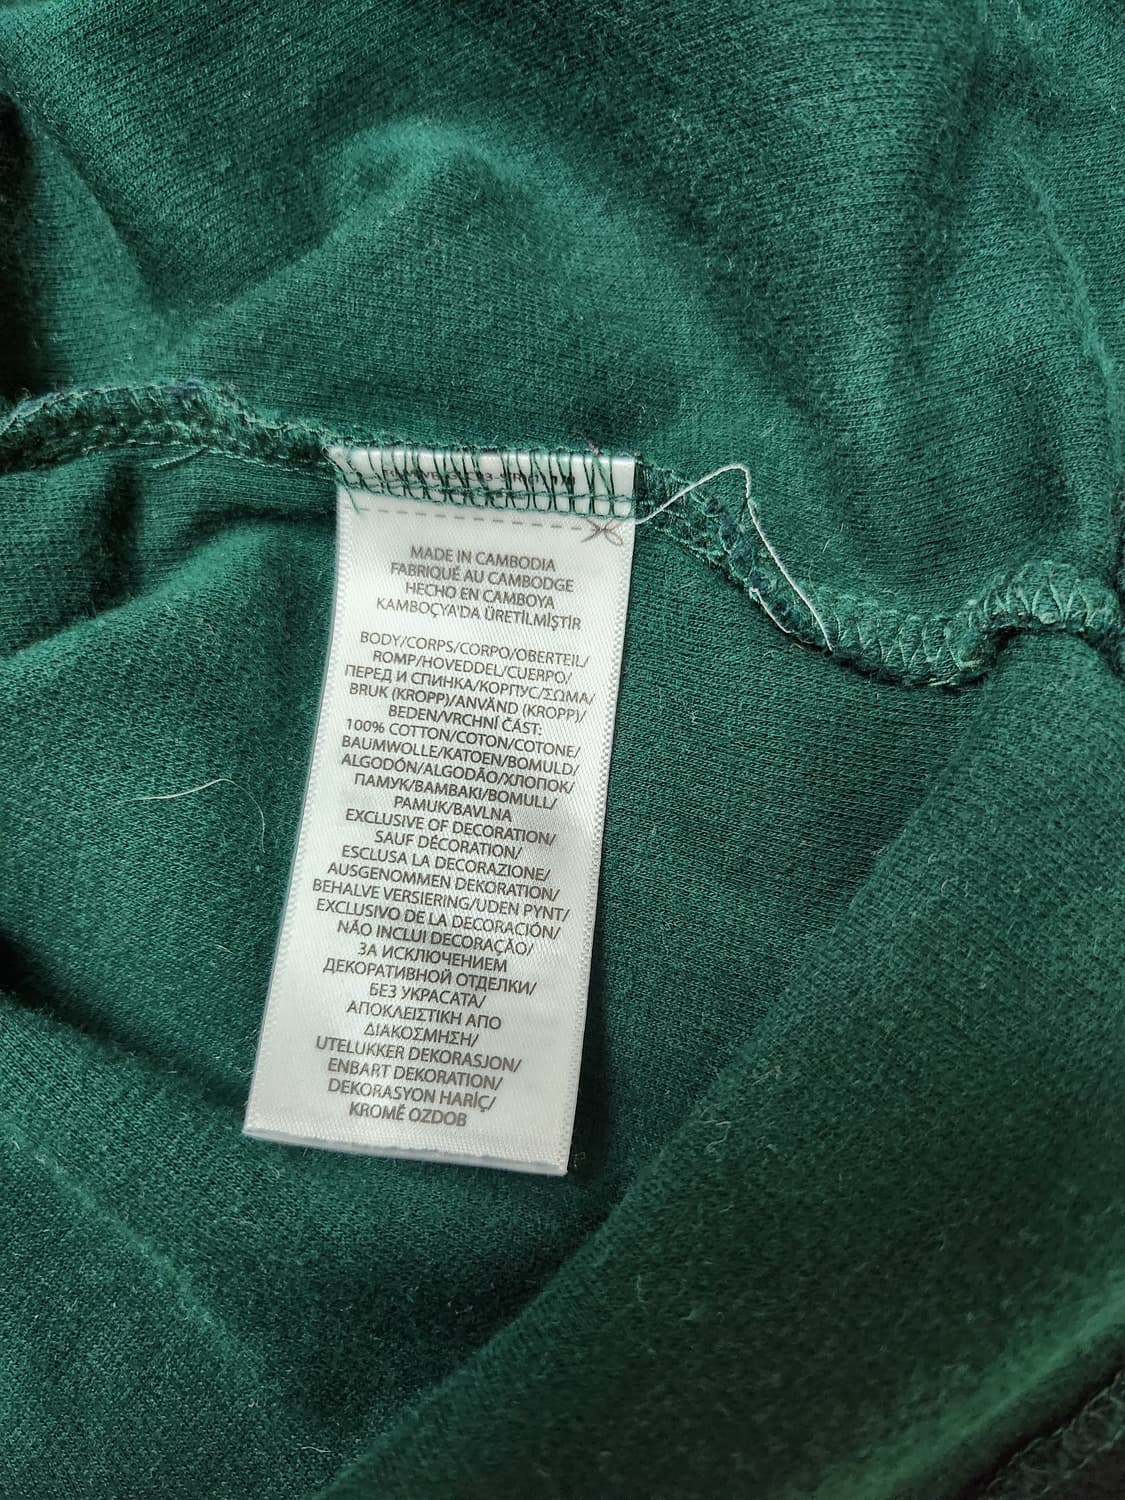 MADE IN CAMBODIA
FABRIQUÉ AU CAMBODGE
HECHO EN CAMBOYA
KAMBOÇYA'DA ÜRETİLMİŞTİR
BODY/CORPS/CORPO/OBERTEIL/
ROMP/HOVEDDEL/CUERPO/
ПЕРЕД И СПИНКА/КОРПУС/ΣΩΜΑ/
BRUK (KROPP)/ANVÄND (KROPP)/
BEDEN/VRCHNÍ ČÁST:
100% COTTON/COTON/COTONE/
BAUMWOLLE/KATOEN/BOMULD/
ALGODÓN/ALGODÃO/ХЛОПОК/
ПАМУК/ΒΑΜΒΑΚΙ/BOMULL/
PAMUK/BAVLNA
EXCLUSIVE OF DECORATION/
SAUF DÉCORATION/
ESCLUSA LA DECORAZIONE/
AUSGENOMMEN DEKORATION/
BEHALVE VERSIERING/UDEN PYNT/
EXCLUSIVO DE LA DECORACIÓN/
NÃO INCLUI DECORAÇÃO/
ЗА ИСКЛЮЧЕНИЕМ
ДЕКОРАТИВНОЙ ОТДЕЛКИ/
БЕЗ УКРАСАТА/
ΑΠΟΚΛΕΙΣΤΙΚΗ ΑΠΟ
ΔΙΑΚΟΣΜΗΣΗ/
UTELUKKER DEKORASJON/
ENBART DEKORATION/
DEKORASYON HARİÇ/
KROMĚ OZDOB